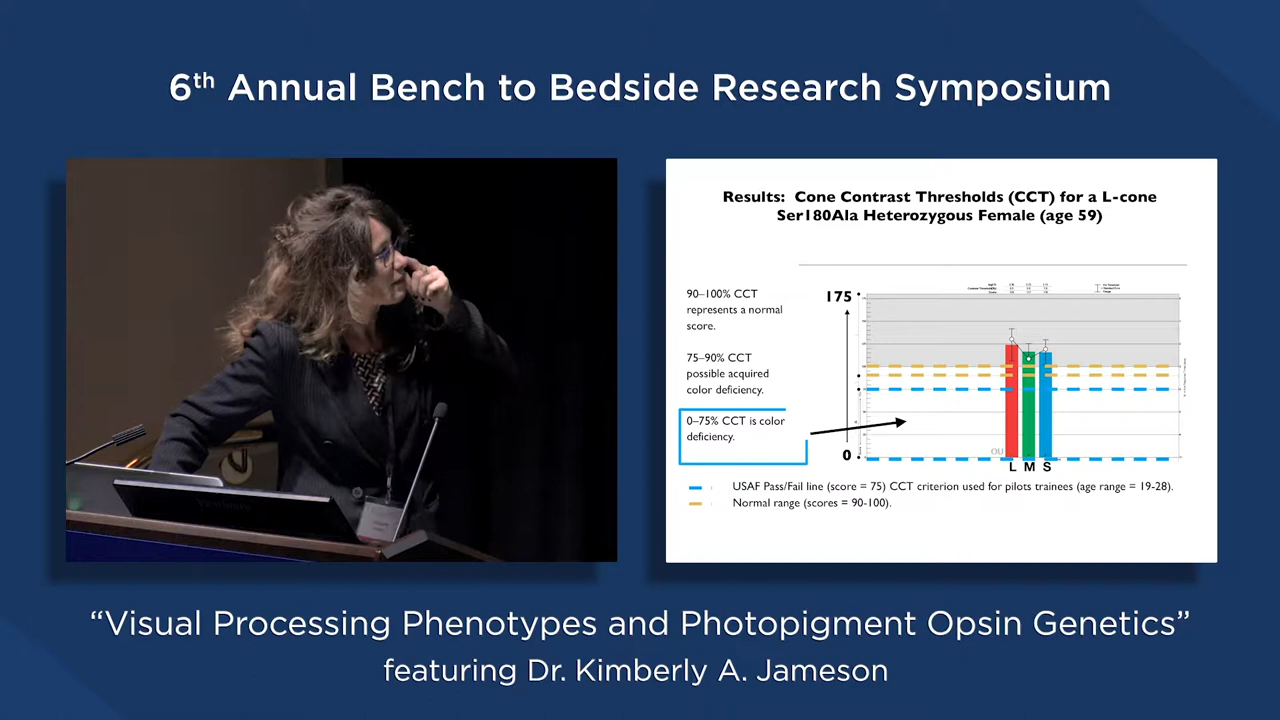 6th Annual Bench to Bedside Research Symposium
Results: Cone Contrast Thresholds (CCT) for a L-cone
Ser180Ala Heterozygous Female (age 59)
90–100% CCT
represents a normal
score.
75–90% CCT
possible acquired
color deficiency.
0–75% CCT is color
deficiency.
175
0
OU
L M S
USAF Pass/Fail line (score = 75) CCT criterion used for pilots trainees (age range = 19-28).
Normal range (scores = 90-100).
“Visual Processing Phenotypes and Photopigment Opsin Genetics”
featuring Dr. Kimberly A. Jameson